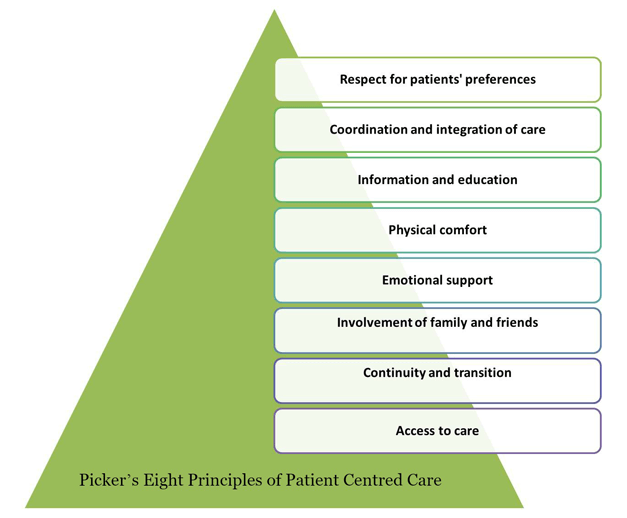 Respect for patients' preferences
Coordination and integration of care
Information and education
Physical comfort
Emotional support
Involvement of family and friends
Continuity and transition
Access to care
Picker’s Eight Principles of Patient Centred Care